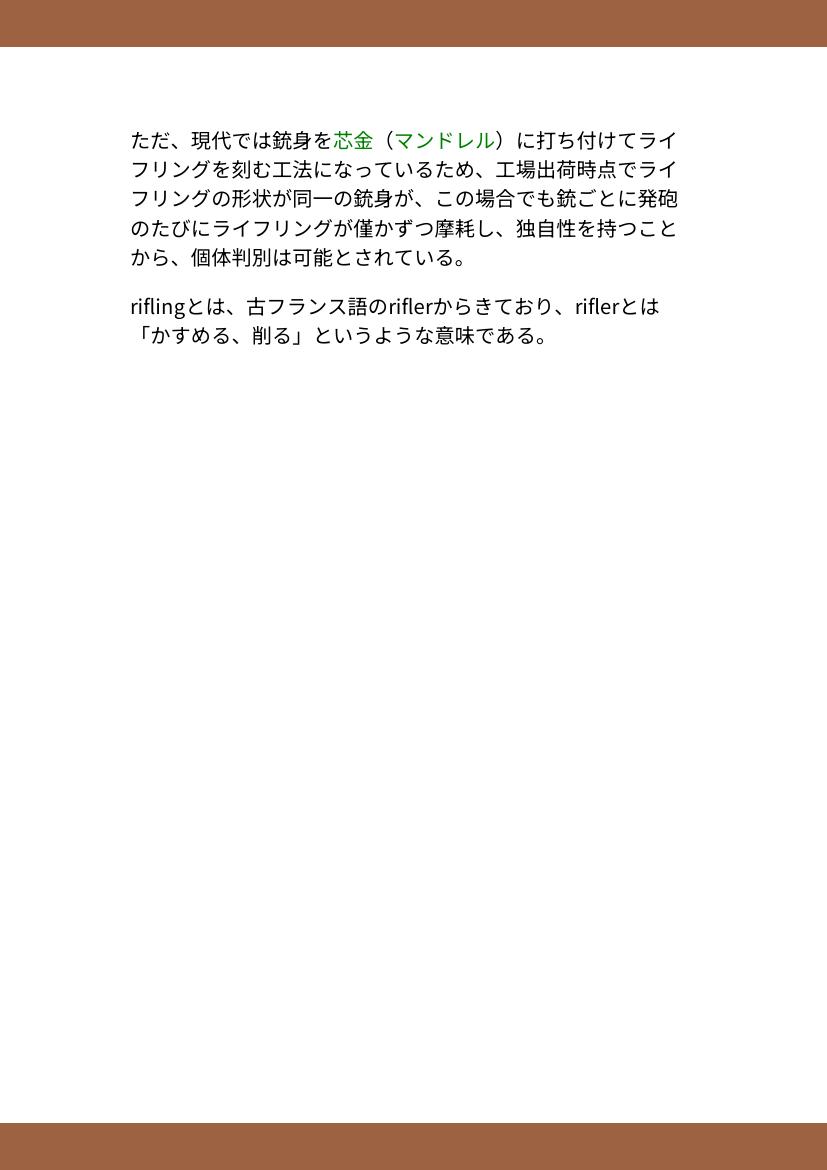 ただ、現代では銃身を芯金（マンドレル）に打ち付けてライ
フリングを刻む工法になっているため、工場出荷時点でライ
フリングの形状が同一の銃身が、この場合でも銃ごとに発砲
のたびにライフリングが僅かずつ摩耗し、独自性を持つこと
から、個体判別は可能とされている。
riflingとは、古フランス語のriflerからきており、riflerとは
「かすめる、削る」というような意味である。